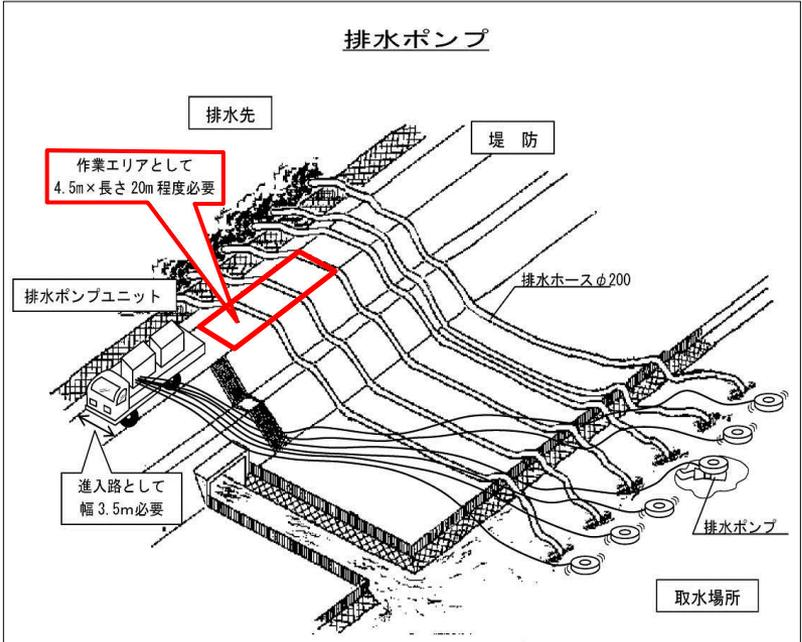 排水ポンプ
排水先
堤 防
作業エリアとして
4.5m×長さ20m程度必要
排水ホースφ200
排水ポンプユニット
進入路として
幅3.5m必要
排水ポンプ
取水場所